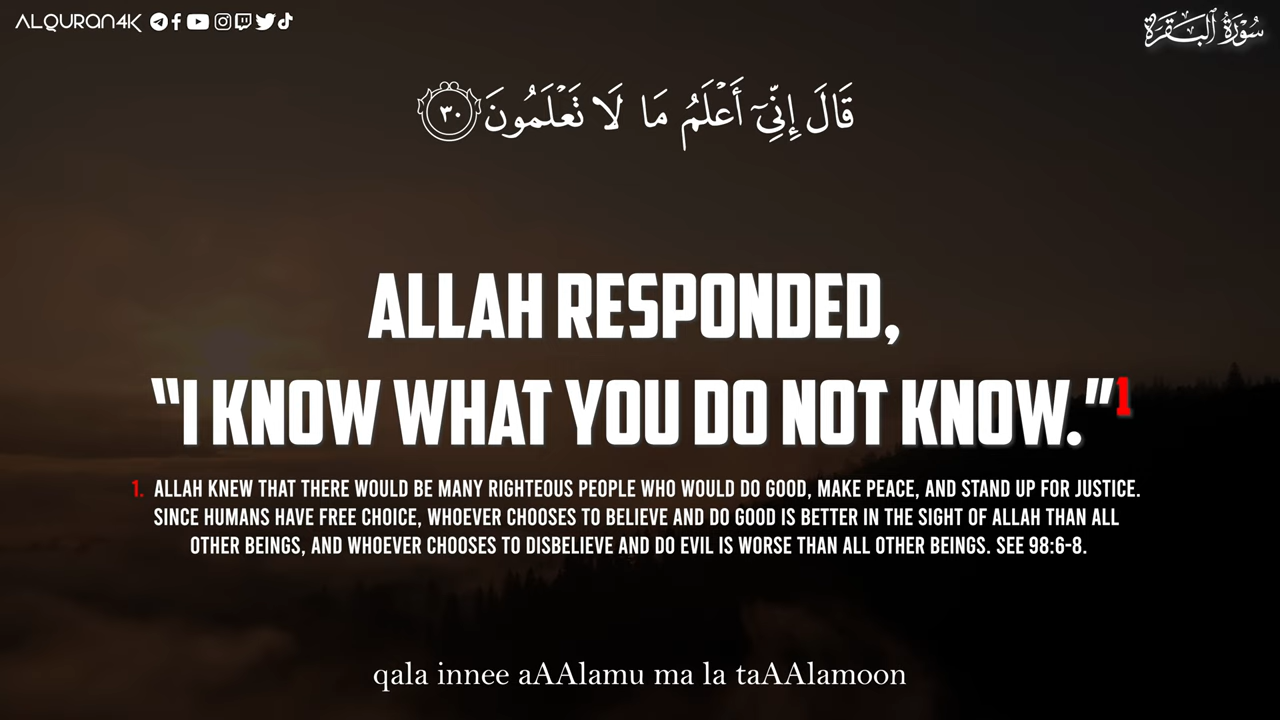 ALQURAN4K
سُورَةُ البَقَرَةِ
قَالَ إِنِّيٓ أَعْلَمُ مَا لَا تَعْلَمُونَ ٣٠
ALLAH RESPONDED,
“I KNOW WHAT YOU DO NOT KNOW.”1
1. ALLAH KNEW THAT THERE WOULD BE MANY RIGHTEOUS PEOPLE WHO WOULD DO GOOD, MAKE PEACE, AND STAND UP FOR JUSTICE.
SINCE HUMANS HAVE FREE CHOICE, WHOEVER CHOOSES TO BELIEVE AND DO GOOD IS BETTER IN THE SIGHT OF ALLAH THAN ALL
OTHER BEINGS, AND WHOEVER CHOOSES TO DISBELIEVE AND DO EVIL IS WORSE THAN ALL OTHER BEINGS. SEE 98:6-8.
qala innee aAAlamu ma la taAAlamoon